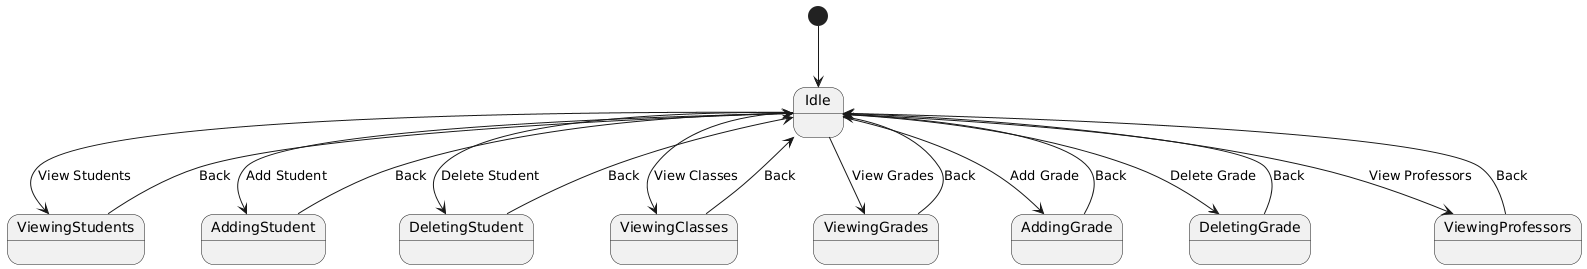 Idle
View Students
Back
Add Student
Back
Delete Student
Back
View Classes
Back
View Grades
Back
Add Grade
Back
Delete Grade
Back
View Professors
Back
ViewingStudents
AddingStudent
DeletingStudent
ViewingClasses
ViewingGrades
AddingGrade
DeletingGrade
ViewingProfessors